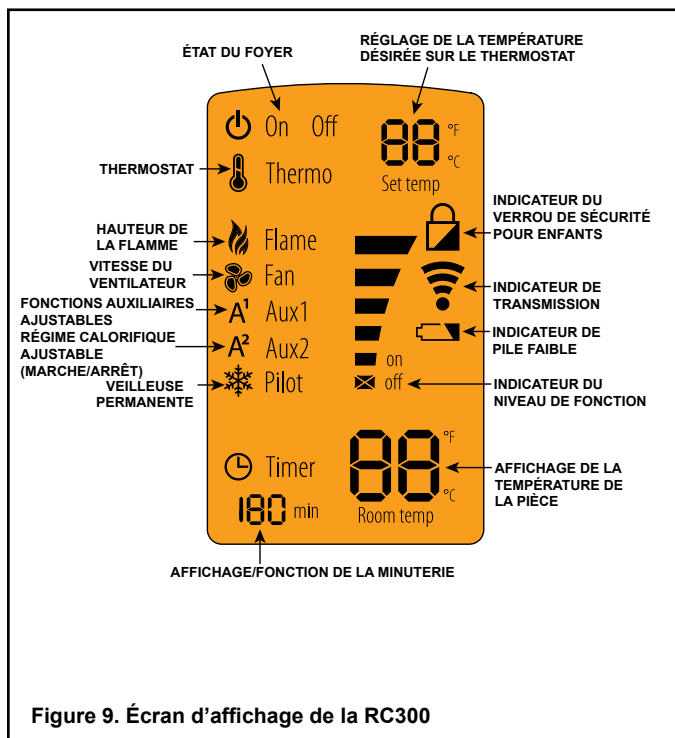 ÉTAT DU FOYER
RÉGLAGE DE LA TEMPÉRATURE
DÉSIRÉE SUR LE THERMOSTAT
On Off
88 °F
°C
Set temp
THERMOSTAT
Thermo
HAUTEUR DE
LA FLAMME
Flame
VITESSE DU
VENTILATEUR
Fan
FONCTIONS AUXILIAIRES
AJUSTABLES
A¹ Aux1
RÉGIME CALORIFIQUE
AJUSTABLE
(MARCHE/ARRÊT)
A² Aux2
VEILLEUSE
PERMANENTE
Pilot
on
off
INDICATEUR DU
VERROU DE SÉCURITÉ
POUR ENFANTS
INDICATEUR DE
TRANSMISSION
INDICATEUR DE
PILE FAIBLE
INDICATEUR DU
NIVEAU DE FONCTION
Timer
180 min
88 °F
°C
Room temp
AFFICHAGE DE LA
TEMPÉRATURE DE
LA PIÈCE
AFFICHAGE/FONCTION DE LA MINUTERIE
Figure 9. Écran d’affichage de la RC300